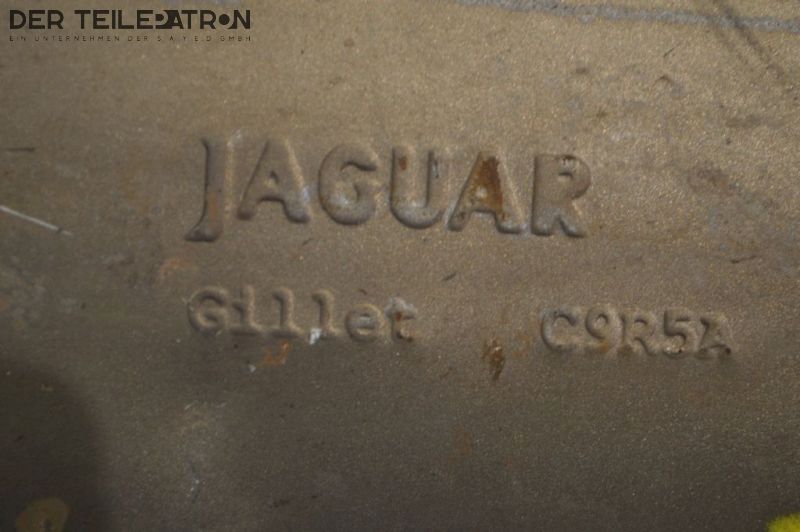 DER TEILEPATRON
EIN UNTERNEHMEN DER S.A.Y.E.D. GMBH
JAGUAR
Gillet C9R5A